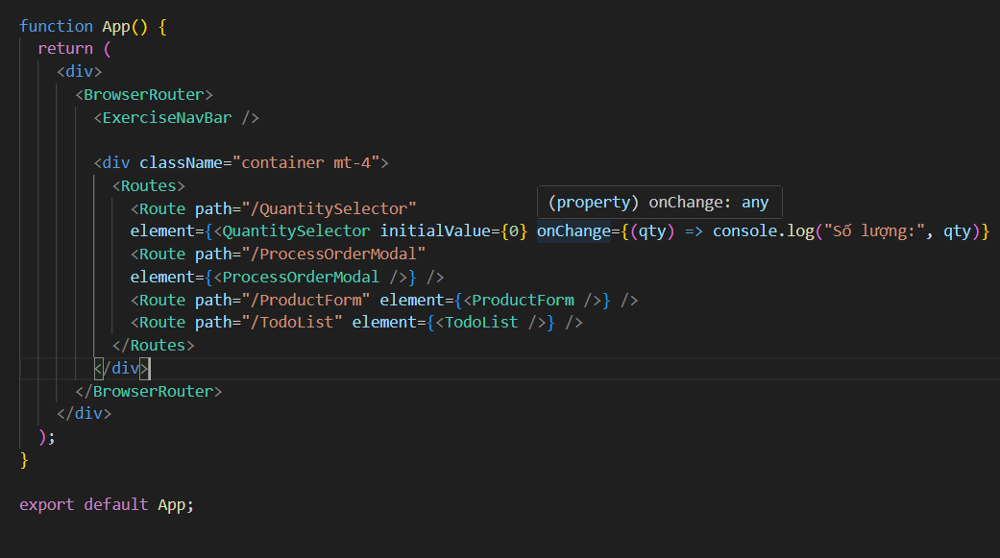 function App() {
  return (
    <div>
      <BrowserRouter>
        <ExerciseNavBar />

        <div className="container mt-4">
          <Routes>
            <Route path="/QuantitySelector"
(property) onChange: any
            element={<QuantitySelector initialValue={0} onChange={(qty) => console.log("Số lượng:", qty)}
            <Route path="/ProcessOrderModal"
            element={<ProcessOrderModal />} />
            <Route path="/ProductForm" element={<ProductForm />} />
            <Route path="/TodoList" element={<TodoList />} />
          </Routes>
        </div>
      </BrowserRouter>
    </div>
  );
}

export default App;